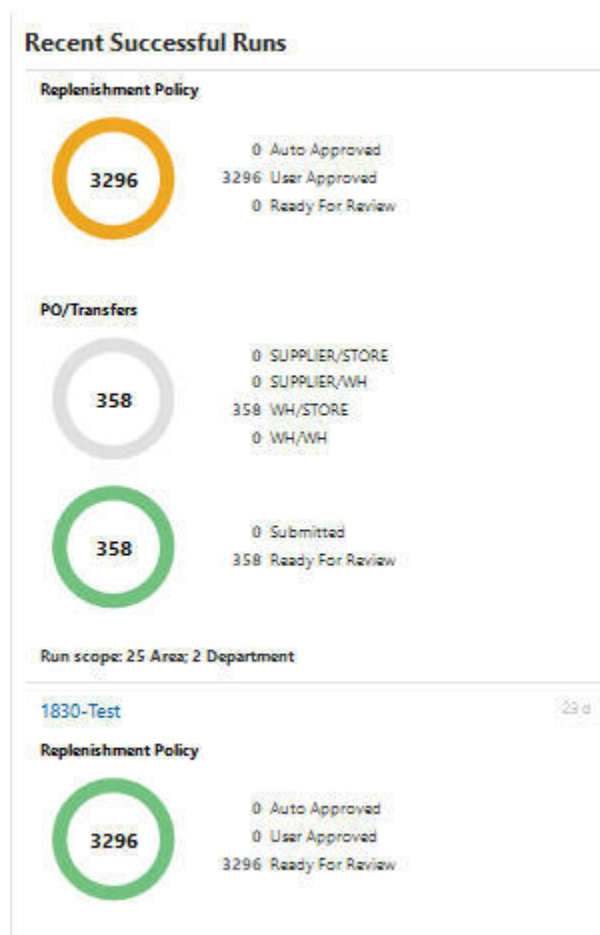 Recent Successful Runs
Replenishment Policy
3296
0 Auto Approved
3296 User Approved
0 Ready For Review
PO/Transfers
358
0 SUPPLIER/STORE
0 SUPPLIER/WH
358 WH/STORE
0 WH/WH
358
0 Submitted
358 Ready For Review
Run scope: 25 Area; 2 Department
1830-Test
23 d
Replenishment Policy
3296
0 Auto Approved
0 User Approved
3296 Ready For Review